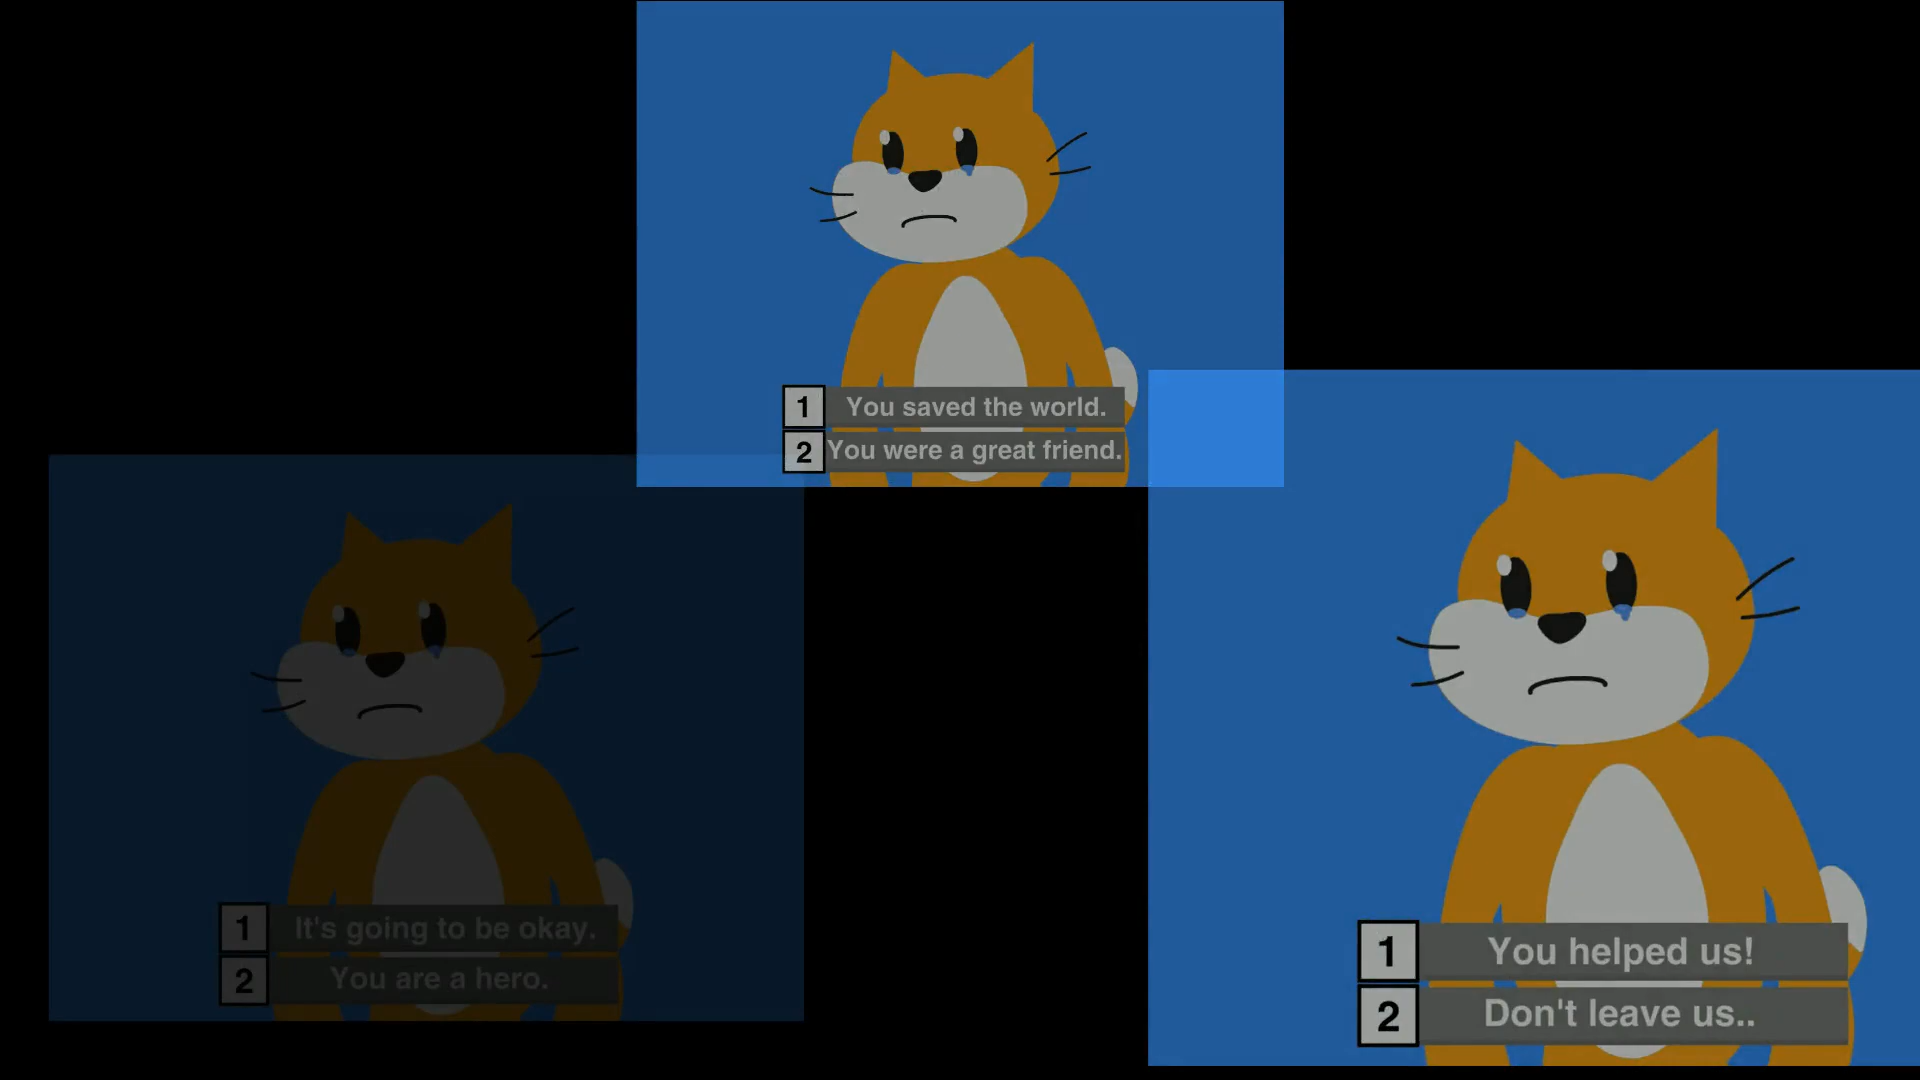 1 You saved the world.
2 You were a great friend.
1 It's going to be okay.
2 You are a hero.
1 You helped us!
2 Don't leave us..